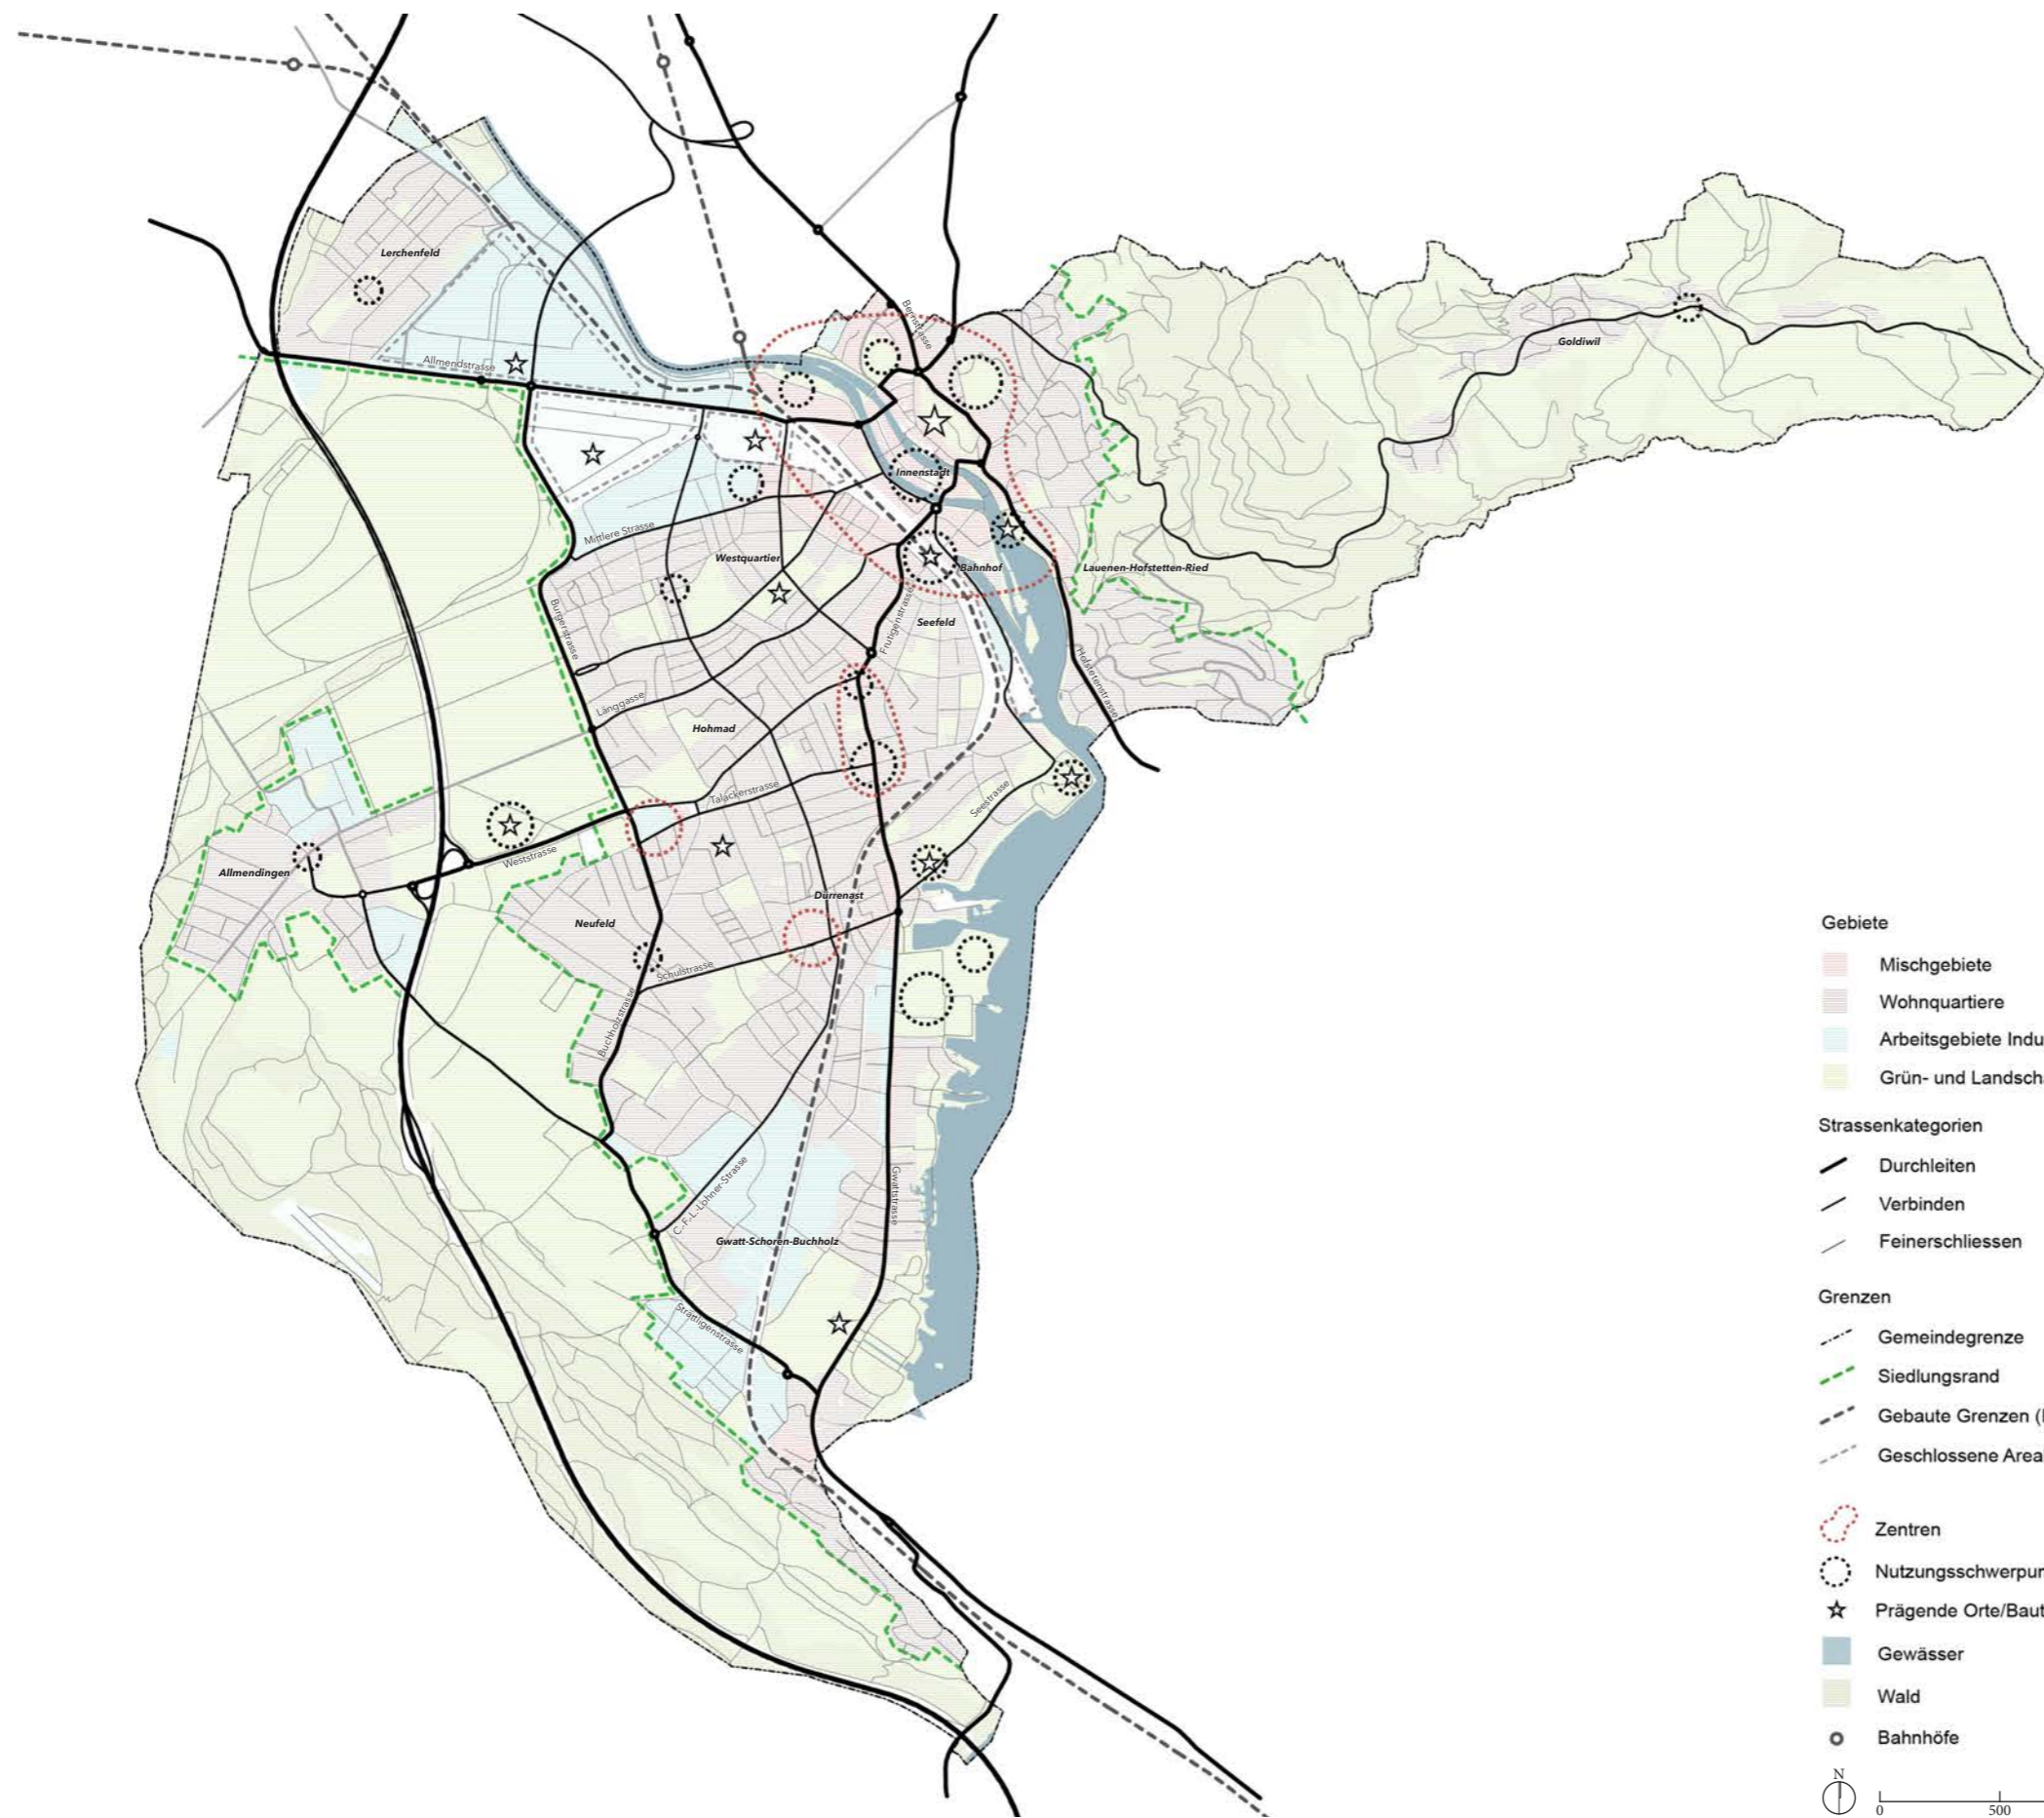 Lerchenfeld
Bernstrasse
Goldiwil
Allmendstrasse
Innenstadt
Mittlere Strasse
Westquartier
Bahnhof
Lauenen-Hofstetten-Ried
Burgerstrasse
Frutigenstrasse
Seefeld
Hofstettenstrasse
Länggasse
Hohmad
Talackerstrasse
Seestrasse
Weststrasse
Allmendingen
Dürrenast
Neufeld
Schulstrasse
Buchholzstrasse
C.-F.-L.-Lohner-Strasse
Gwattstrasse
Gwatt-Schoren-Buchholz
Strättligenstrasse
Gebiete
Mischgebiete
Wohnquartiere
Arbeitsgebiete Indu
Grün- und Landscha
Strassenkategorien
Durchleiten
Verbinden
Feinerschliessen
Grenzen
Gemeindegrenze
Siedlungsrand
Gebaute Grenzen (
Geschlossene Area
Zentren
Nutzungsschwerpun
Prägende Orte/Baut
Gewässer
Wald
Bahnhöfe
N
0 500